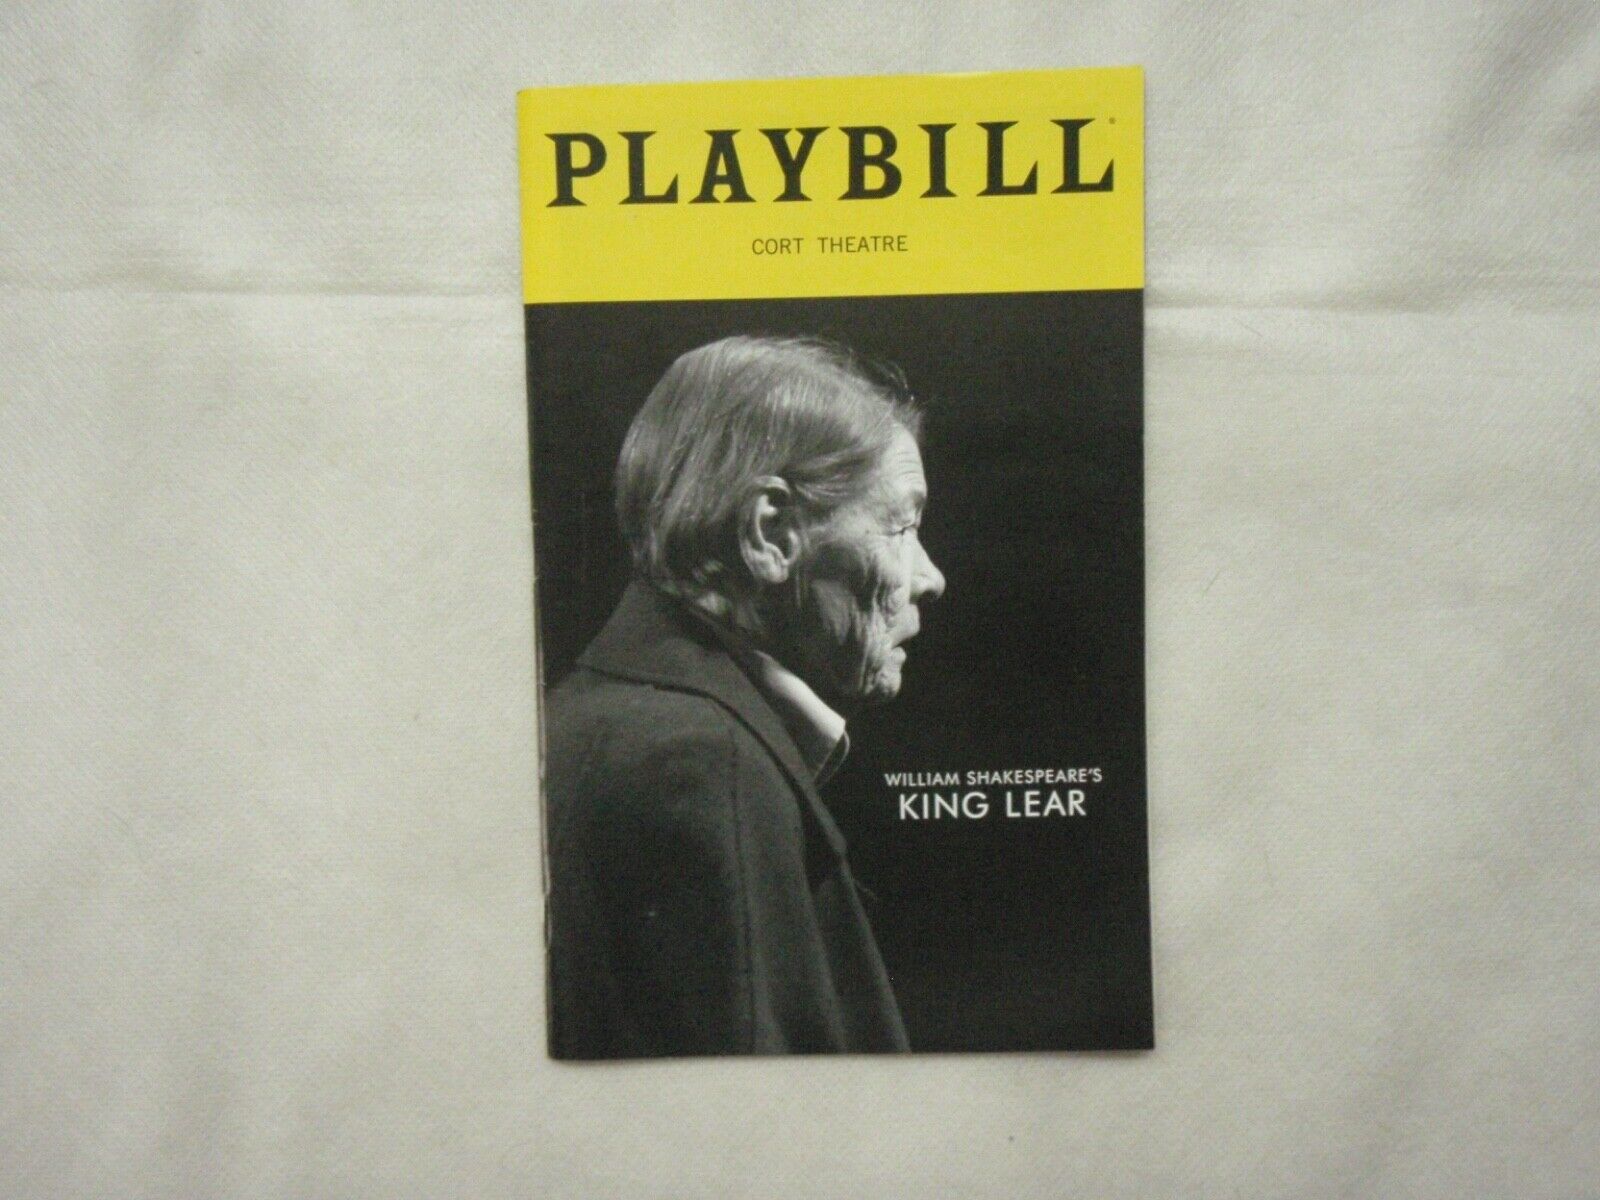 PLAYBILL®
CORT THEATRE
WILLIAM SHAKESPEARE'S
KING LEAR